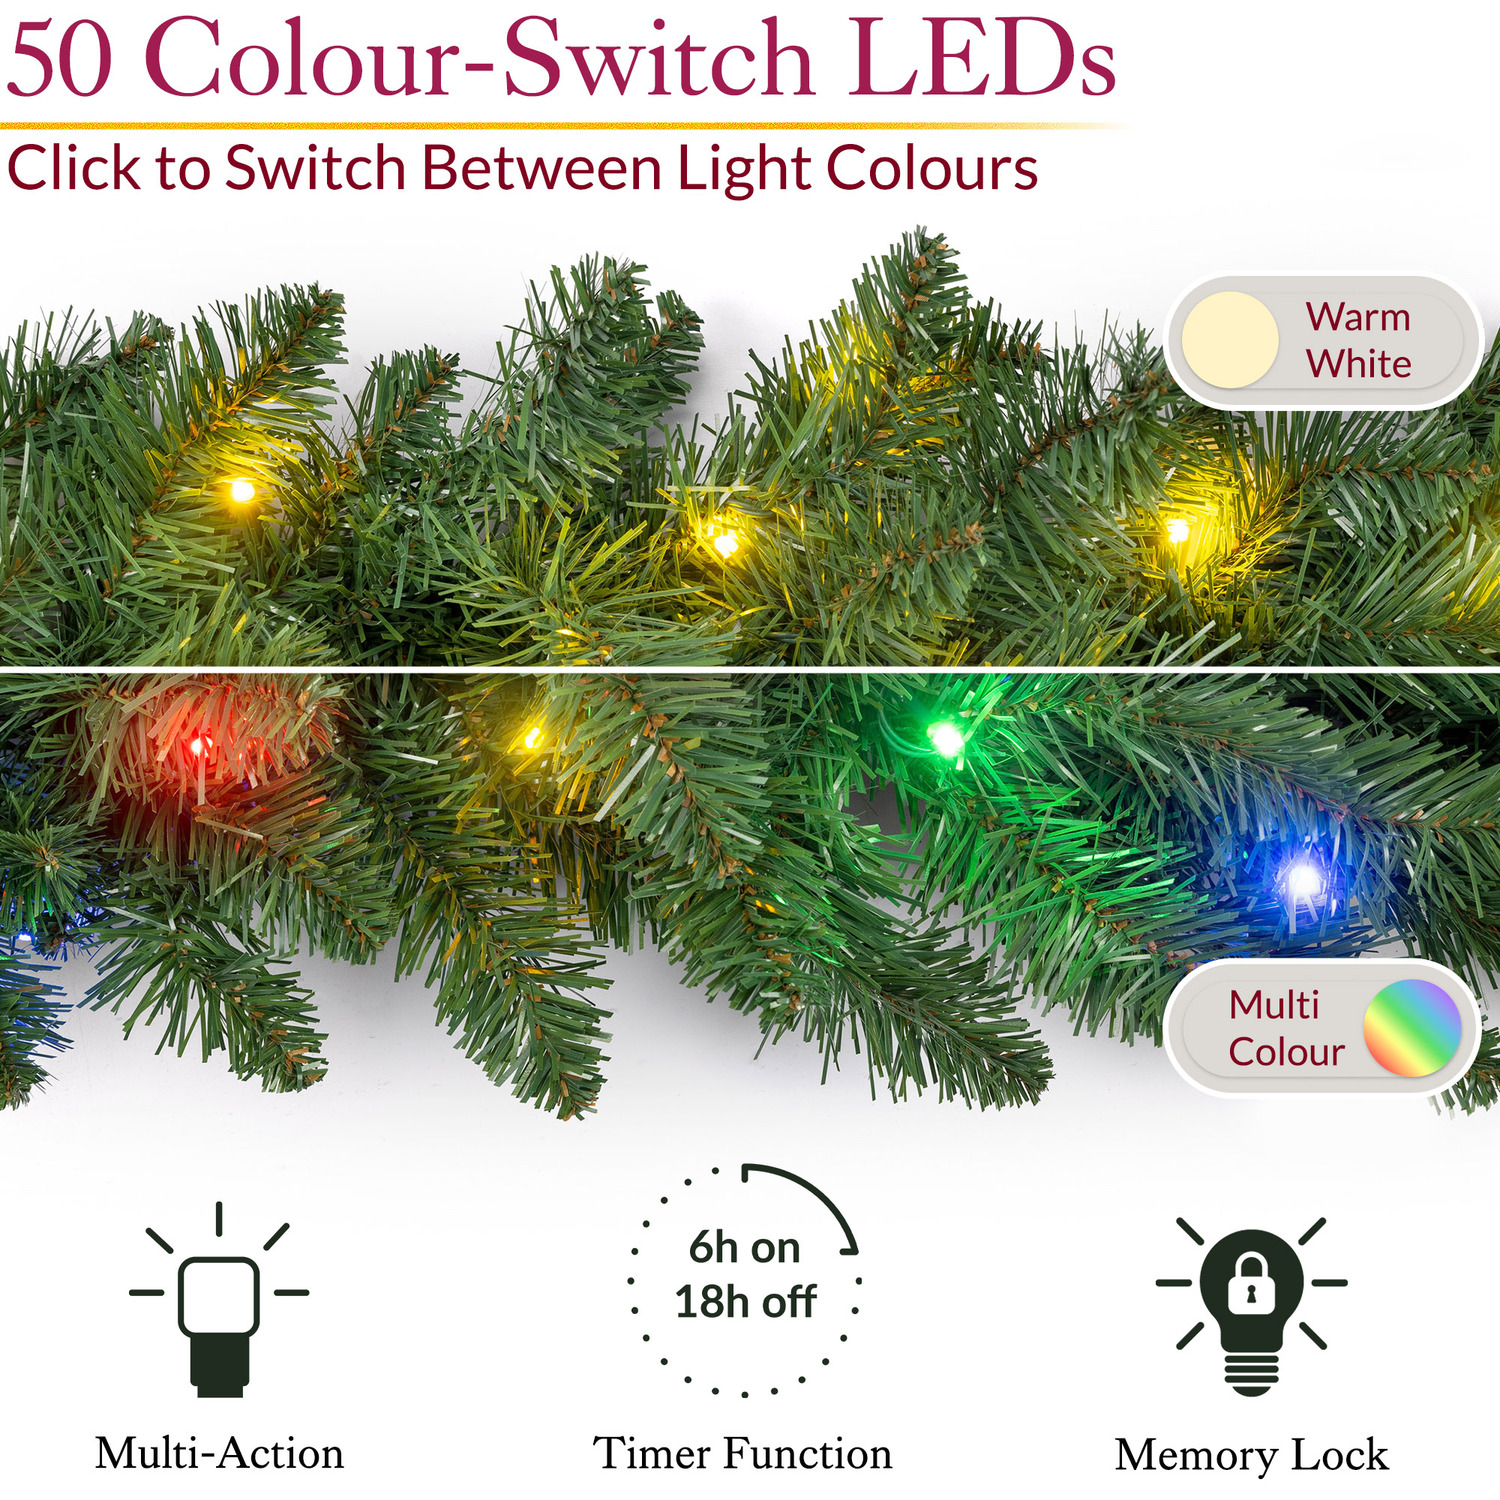 50 Colour-Switch LEDs
Click to Switch Between Light Colours
Warm
White
Multi
Colour
6h on
18h off
Multi-Action
Timer Function
Memory Lock